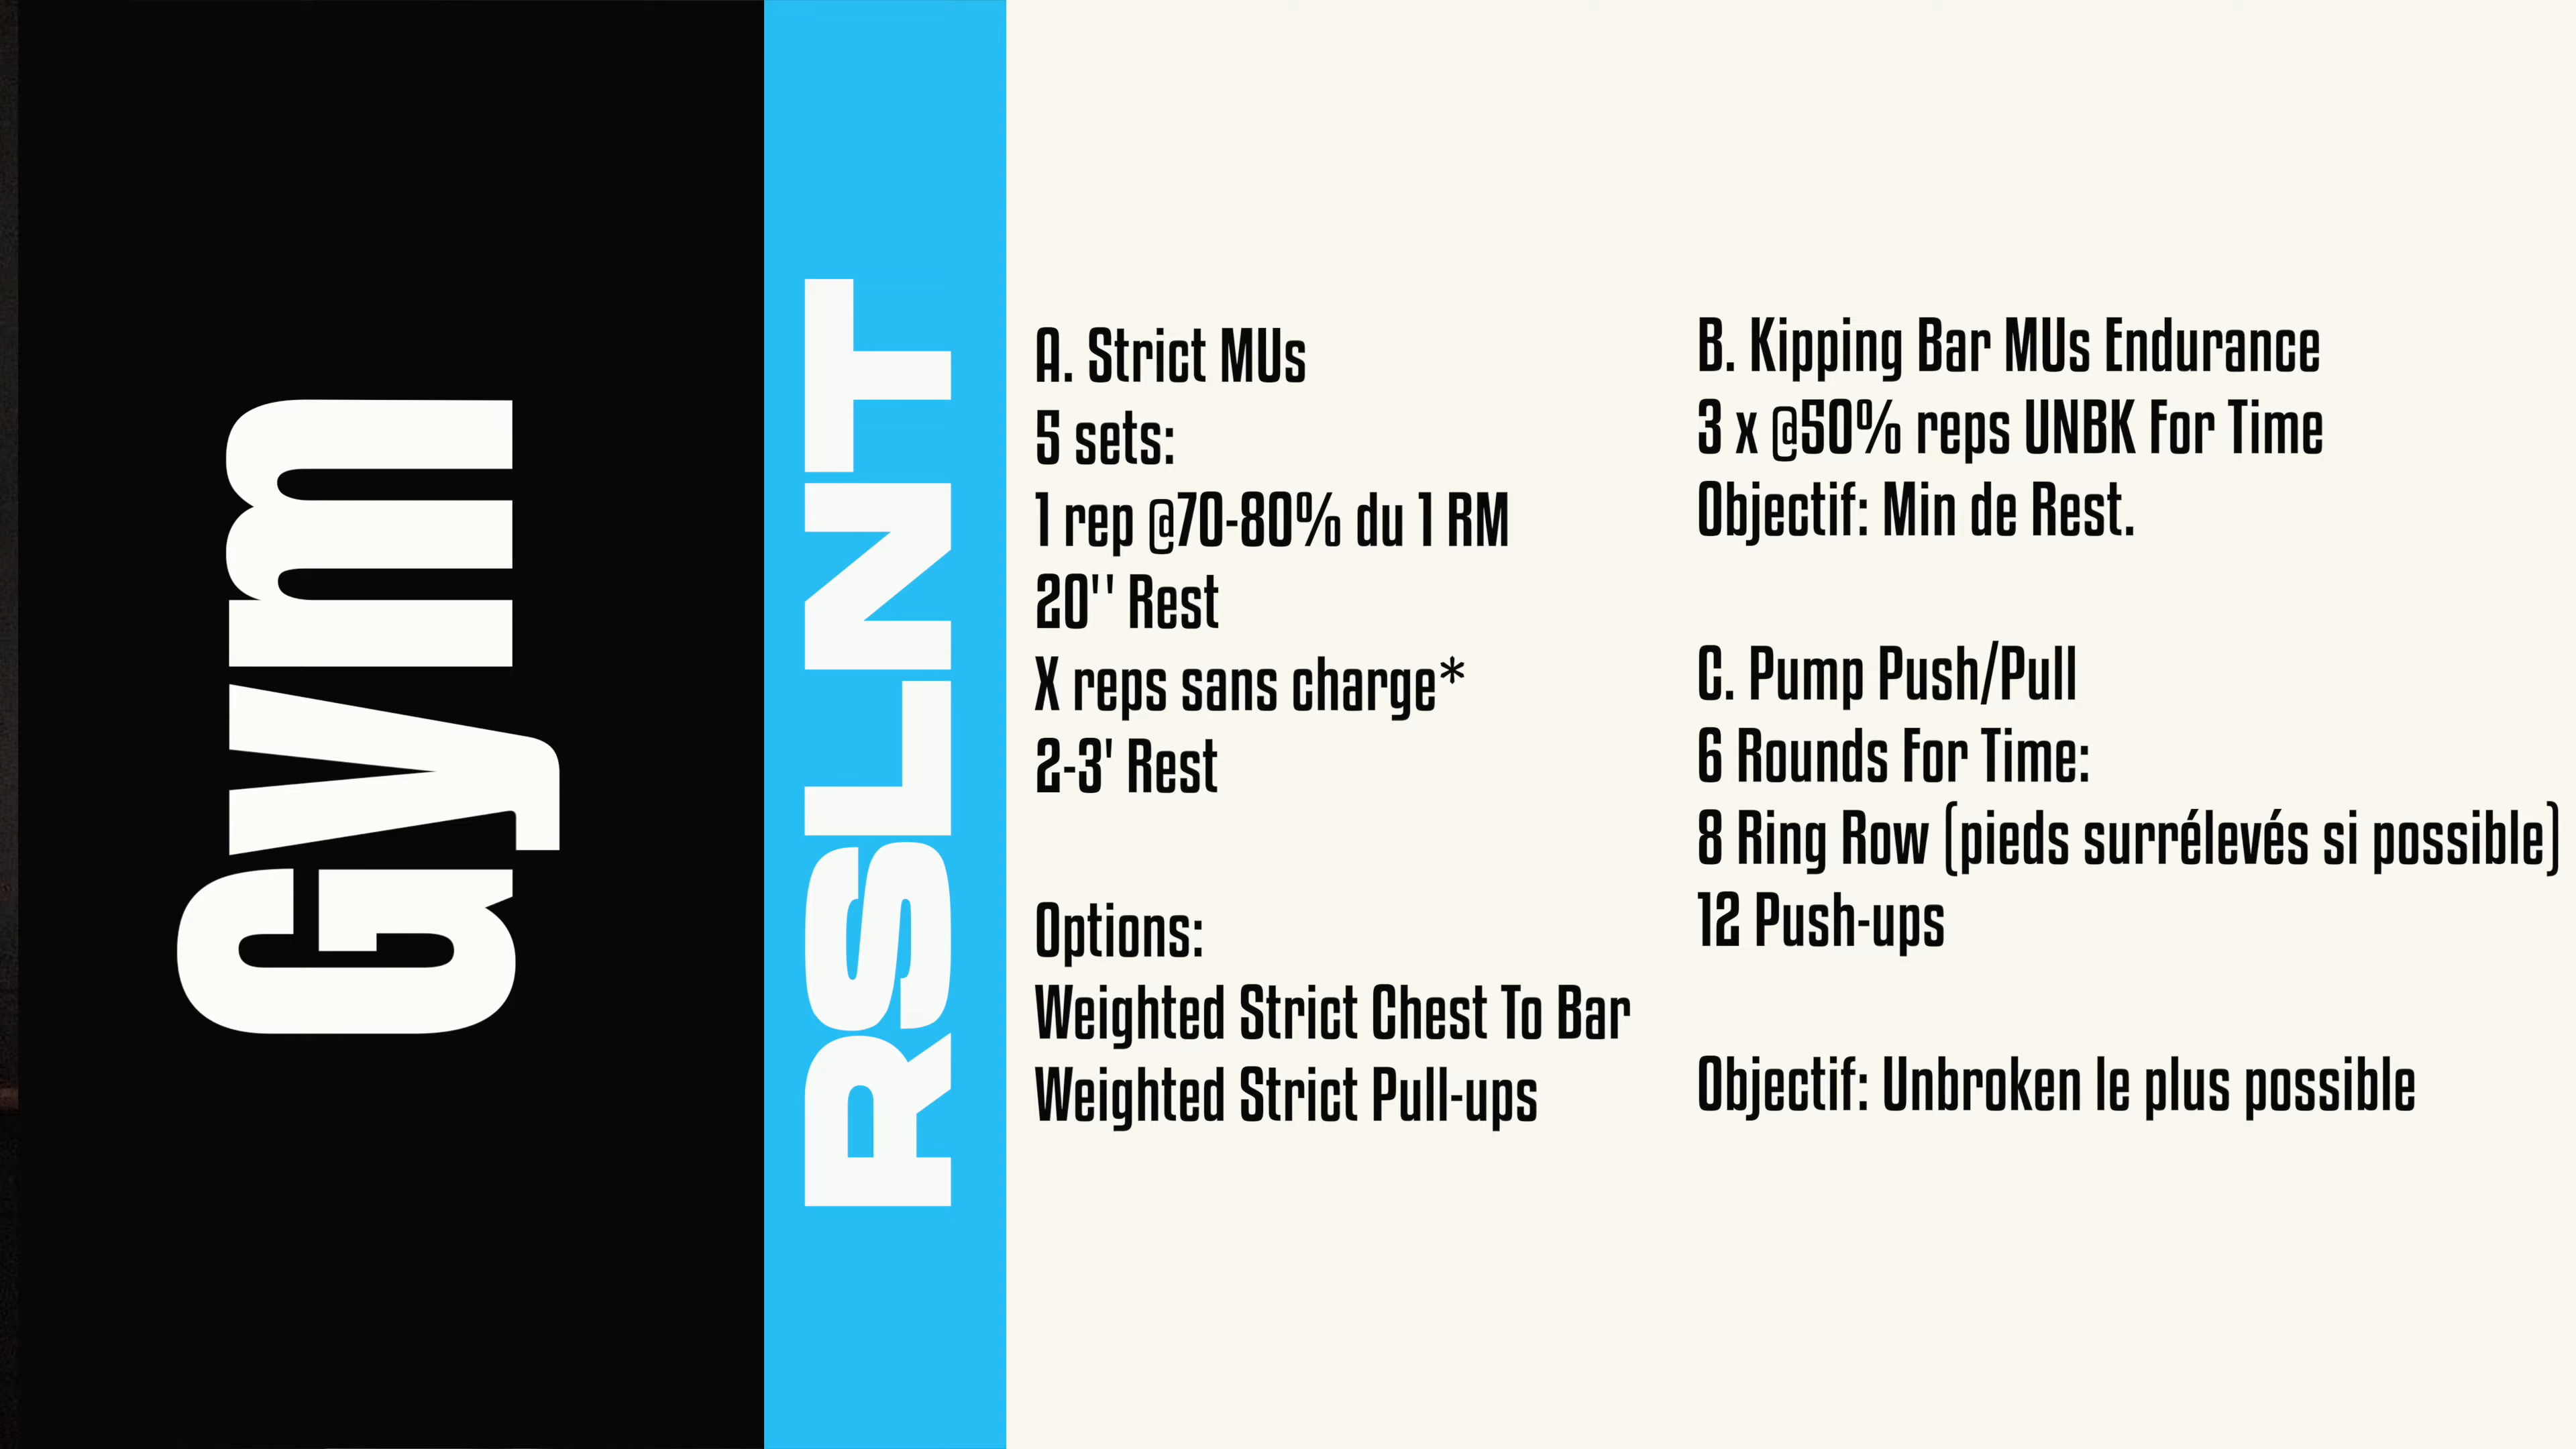 Gym
RSLNT
A. Strict MUs
5 sets:
1 rep @70-80% du 1 RM
20'' Rest
X reps sans charge*
2-3' Rest
Options:
Weighted Strict Chest To Bar
Weighted Strict Pull-ups
B. Kipping Bar MUs Endurance
3 x @50% reps UNBK For Time
Objectif: Min de Rest.
C. Pump Push/Pull
6 Rounds For Time:
8 Ring Row (pieds surrélevés si possible)
12 Push-ups
Objectif: Unbroken le plus possible